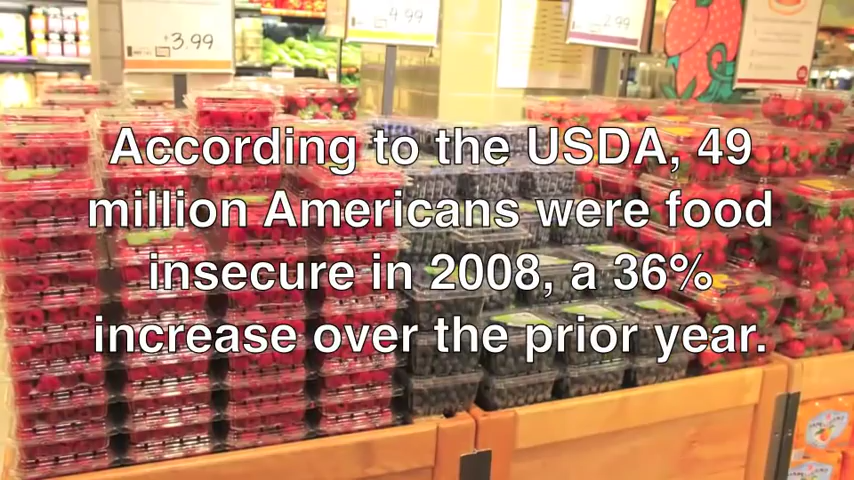 $3.99
4.99
2.99
According to the USDA, 49
million Americans were food
insecure in 2008, a 36%
increase over the prior year.